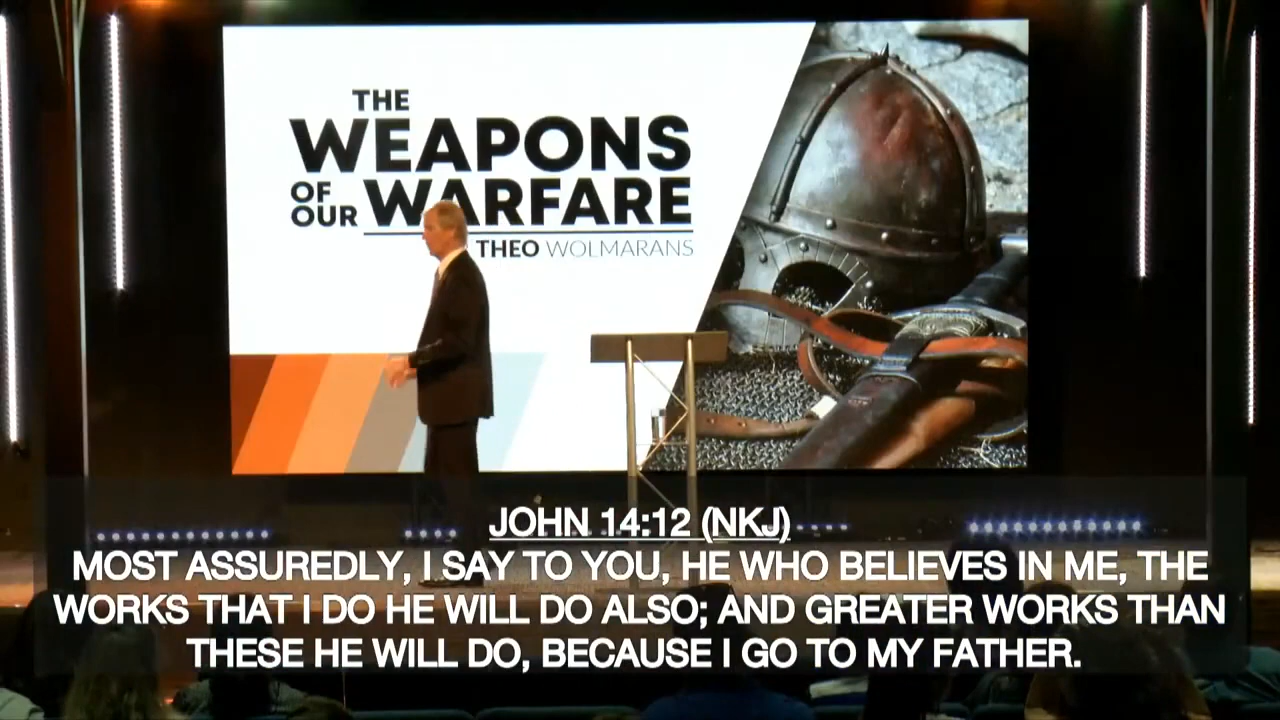 THE
WEAPONS
OF
OUR
WARFARE
THEO WOLMARANS
JOHN 14:12 (NKJ)
MOST ASSUREDLY, I SAY TO YOU, HE WHO BELIEVES IN ME, THE
WORKS THAT I DO HE WILL DO ALSO; AND GREATER WORKS THAN
THESE HE WILL DO, BECAUSE I GO TO MY FATHER.